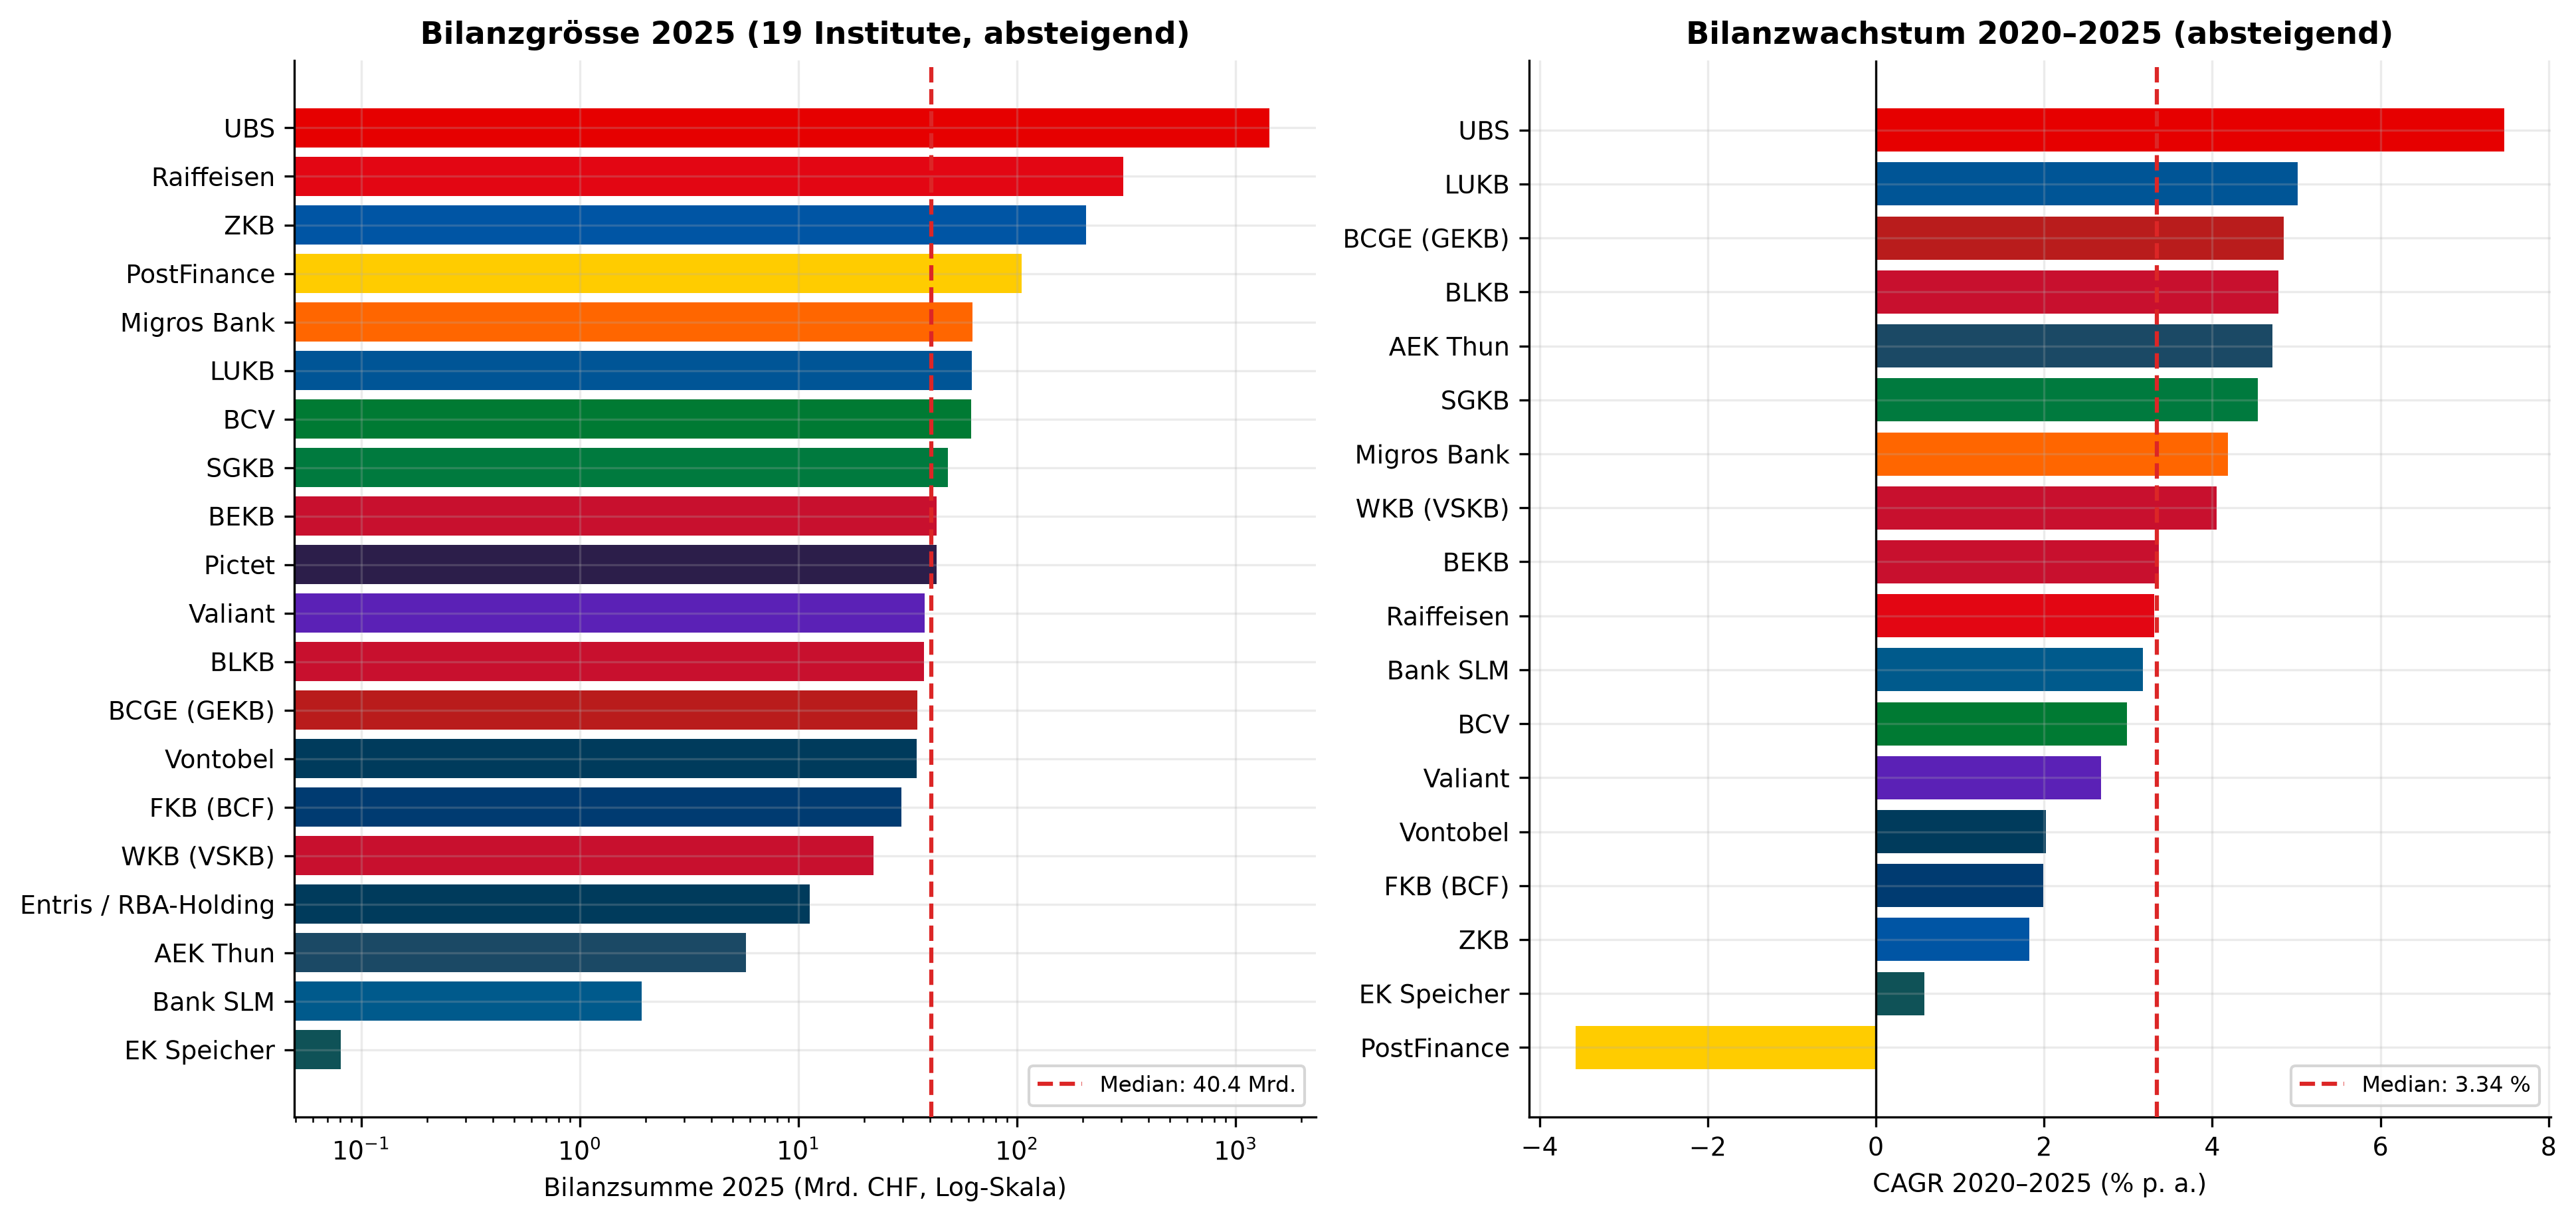 Bilanzgrösse 2025 (19 Institute, absteigend)
UBS
Raiffeisen
ZKB
PostFinance
Migros Bank
LUKB
BCV
SGKB
BEKB
Pictet
Valiant
BLKB
BCGE (GEKB)
Vontobel
FKB (BCF)
WKB (VSKB)
Entris / RBA-Holding
AEK Thun
Bank SLM
EK Speicher
Median: 40.4 Mrd.
10⁻¹ 10⁰ 10¹ 10² 10³
Bilanzsumme 2025 (Mrd. CHF, Log-Skala)
Bilanzwachstum 2020–2025 (absteigend)
UBS
LUKB
BCGE (GEKB)
BLKB
AEK Thun
SGKB
Migros Bank
WKB (VSKB)
BEKB
Raiffeisen
Bank SLM
BCV
Valiant
Vontobel
FKB (BCF)
ZKB
EK Speicher
PostFinance
Median: 3.34 %
−4 −2 0 2 4 6 8
CAGR 2020–2025 (% p. a.)